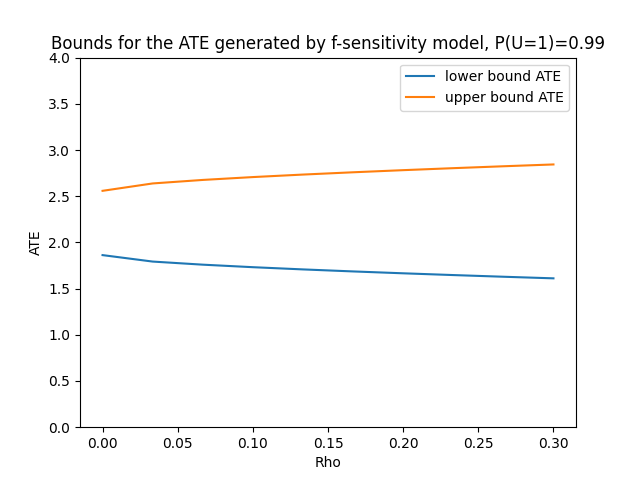 Bounds for the ATE generated by f-sensitivity model, P(U=1)=0.99
lower bound ATE
upper bound ATE
4.0
3.5
3.0
2.5
2.0
1.5
1.0
0.5
0.0
ATE
0.00 0.05 0.10 0.15 0.20 0.25 0.30
Rho